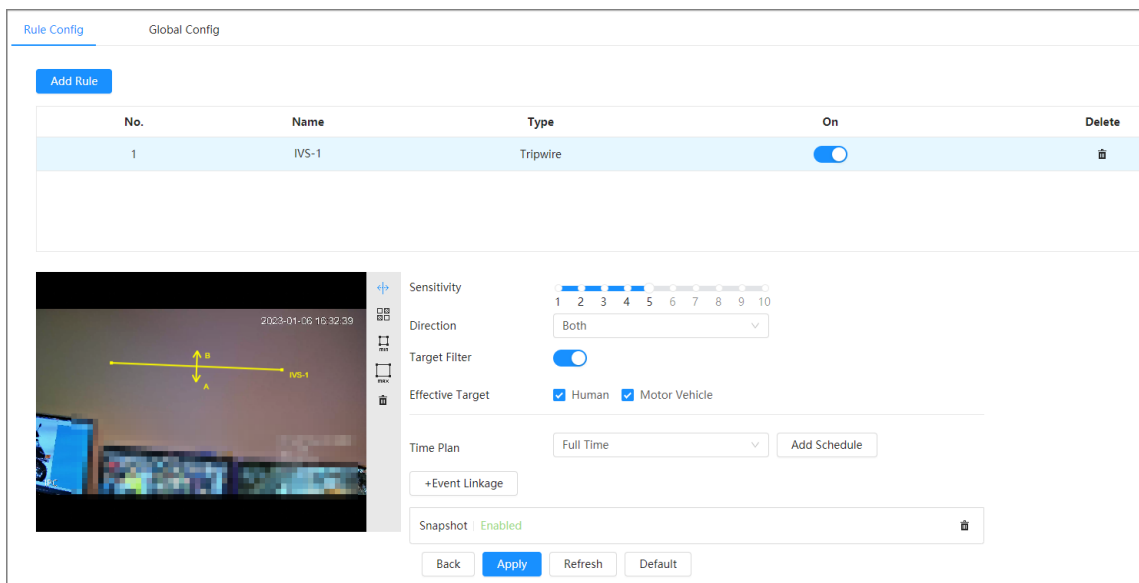 Rule Config Global Config
Add Rule
No. Name Type On Delete
1 IVS-1 Tripwire
Sensitivity
1 2 3 4 5 6 7 8 9 10
2023-01-06 16:32:39
Direction Both
B
A
IVS-1
min
max
Target Filter
Effective Target Human Motor Vehicle
Time Plan Full Time Add Schedule
+Event Linkage
Snapshot Enabled
Back Apply Refresh Default